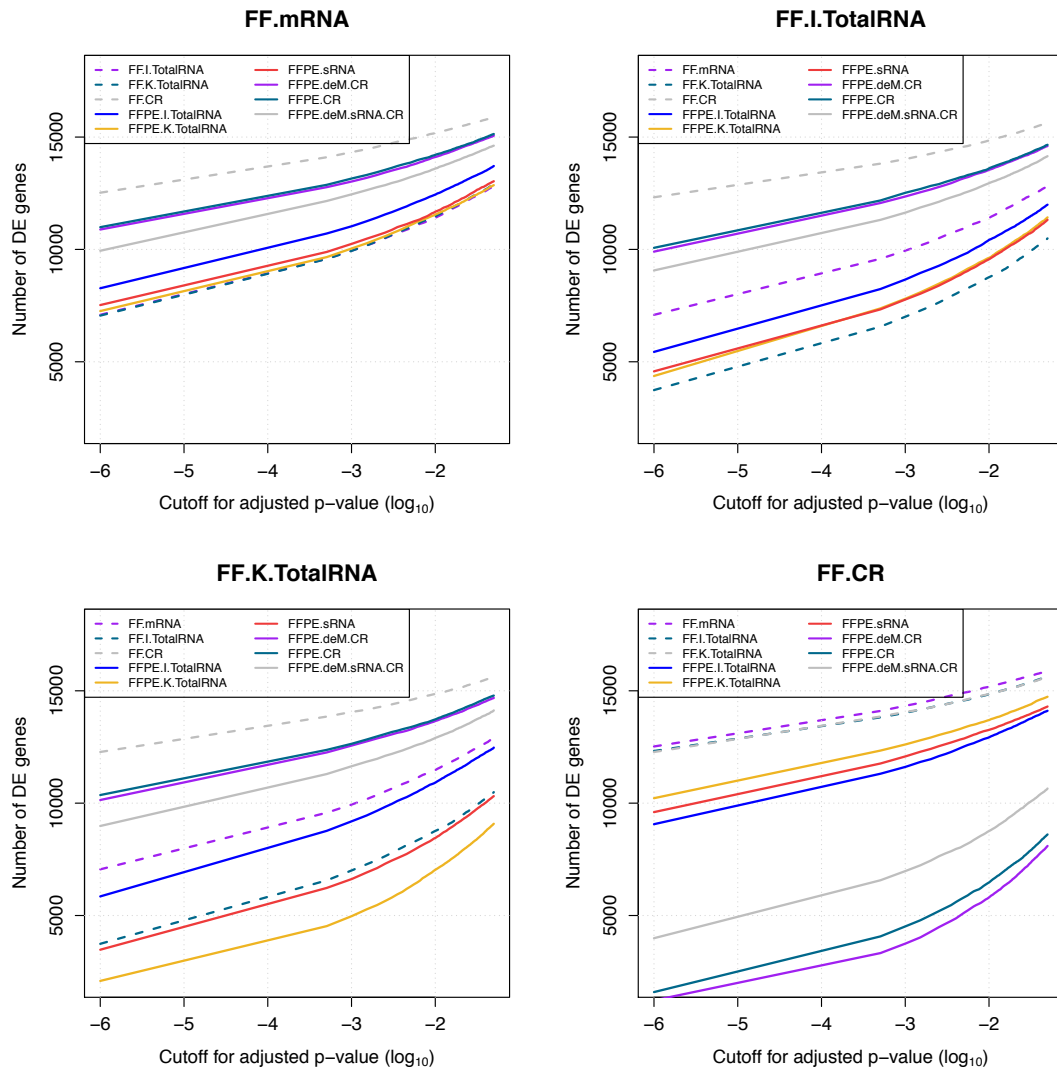 FF.mRNA
FF.I.TotalRNA
FF.K.TotalRNA
FF.CR
FFPE.I.TotalRNA
FFPE.K.TotalRNA
FFPE.sRNA
FFPE.deM.CR
FFPE.CR
FFPE.deM.sRNA.CR
Number of DE genes
15000
10000
5000
−6 −5 −4 −3 −2
Cutoff for adjusted p−value (log10)
FF.I.TotalRNA
FF.mRNA
FF.K.TotalRNA
FF.CR
FFPE.I.TotalRNA
FFPE.K.TotalRNA
FFPE.sRNA
FFPE.deM.CR
FFPE.CR
FFPE.deM.sRNA.CR
Number of DE genes
15000
10000
5000
−6 −5 −4 −3 −2
Cutoff for adjusted p−value (log10)
FF.K.TotalRNA
FF.mRNA
FF.I.TotalRNA
FF.CR
FFPE.I.TotalRNA
FFPE.K.TotalRNA
FFPE.sRNA
FFPE.deM.CR
FFPE.CR
FFPE.deM.sRNA.CR
Number of DE genes
15000
10000
5000
−6 −5 −4 −3 −2
Cutoff for adjusted p−value (log10)
FF.CR
FF.mRNA
FF.I.TotalRNA
FF.K.TotalRNA
FFPE.I.TotalRNA
FFPE.K.TotalRNA
FFPE.sRNA
FFPE.deM.CR
FFPE.CR
FFPE.deM.sRNA.CR
Number of DE genes
15000
10000
5000
−6 −5 −4 −3 −2
Cutoff for adjusted p−value (log10)